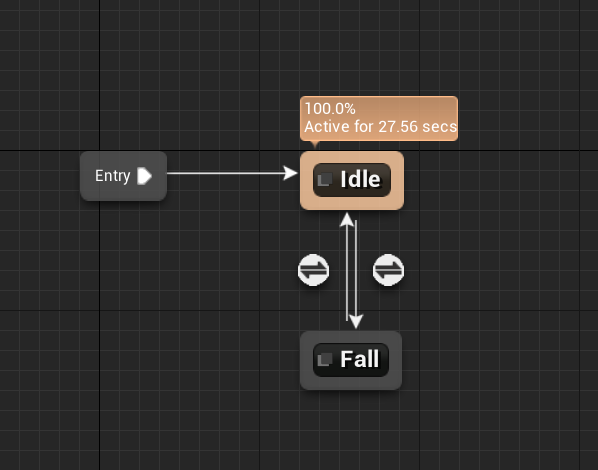 100.0%
Active for 27.56 secs
Entry
Idle
Fall